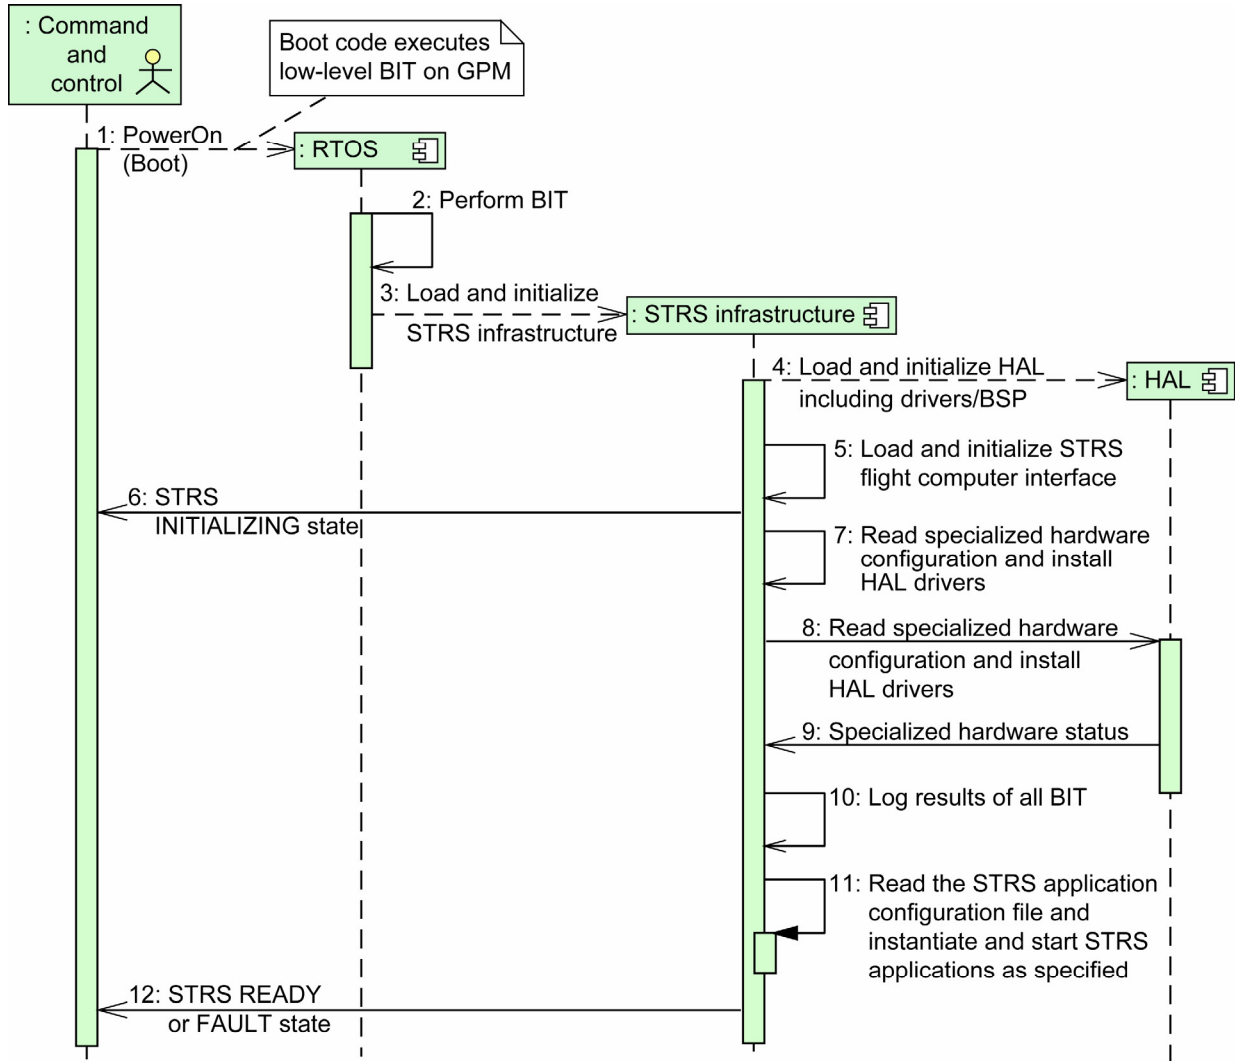 : Command
and
control
Boot code executes
low-level BIT on GPM
1: PowerOn
(Boot)
: RTOS
2: Perform BIT
3: Load and initialize
STRS infrastructure
: STRS infrastructure
4: Load and initialize HAL
including drivers/BSP
: HAL
5: Load and initialize STRS
flight computer interface
6: STRS
INITIALIZING state
7: Read specialized hardware
configuration and install
HAL drivers
8: Read specialized hardware
configuration and install
HAL drivers
9: Specialized hardware status
10: Log results of all BIT
11: Read the STRS application
configuration file and
instantiate and start STRS
applications as specified
12: STRS READY
or FAULT state